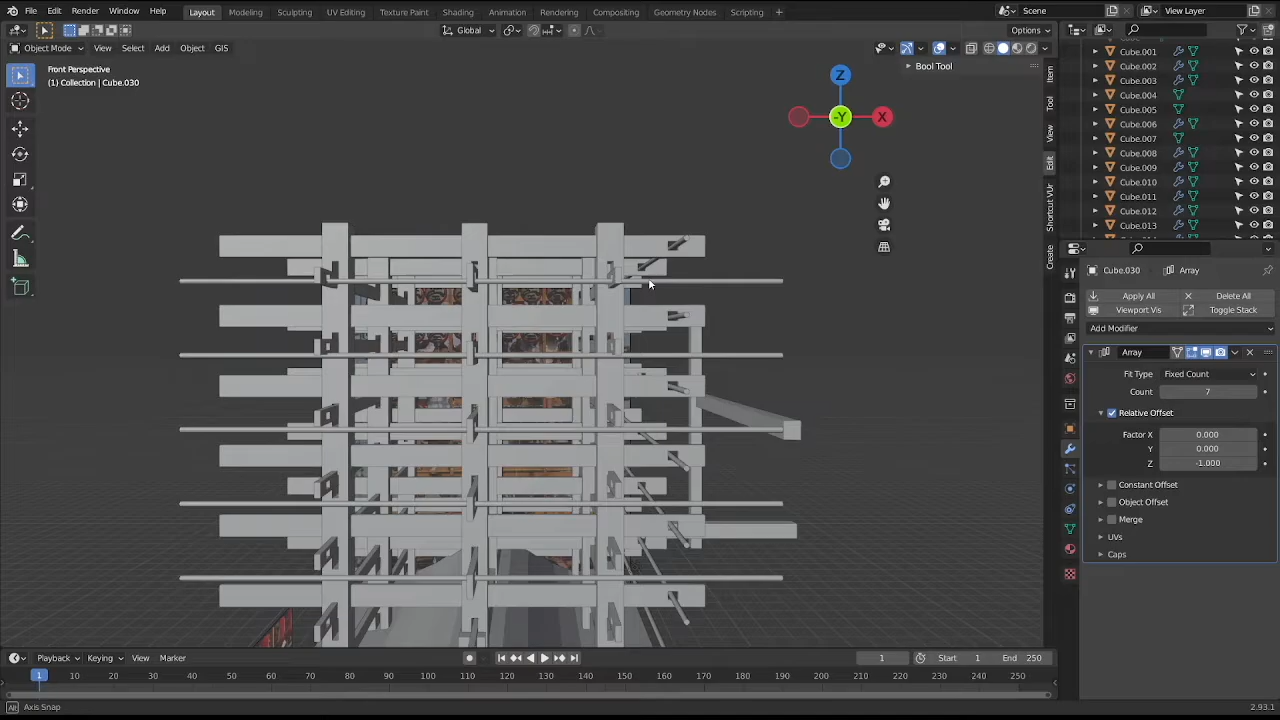 File Edit Render Window Help Layout Modeling Sculpting UV Editing Texture Paint Shading Animation Rendering Compositing Geometry Nodes Scripting + Scene View Layer
Global Options
Object Mode View Select Add Object GIS
Front Perspective
(1) Collection | Cube.030
Bool Tool
Z
-Y
X
Item
Tool
View
Edit
Shortcut VUr
Create
Cube.001
Cube.002
Cube.003
Cube.004
Cube.005
Cube.006
Cube.007
Cube.008
Cube.009
Cube.010
Cube.011
Cube.012
Cube.013
Cube.030 Array
Apply All Delete All
Viewport Vis Toggle Stack
Add Modifier
Array
Fit Type Fixed Count
Count 7
Relative Offset
Factor X 0.000
Y 0.000
Z -1.000
Constant Offset
Object Offset
Merge
UVs
Caps
Playback Keying View Marker 1 Start 1 End 250
1 10 20 30 40 50 60 70 80 90 100 110 120 130 140 150 160 170 180 190 200 210 220 230 240 250
Axis Snap 2.93.1